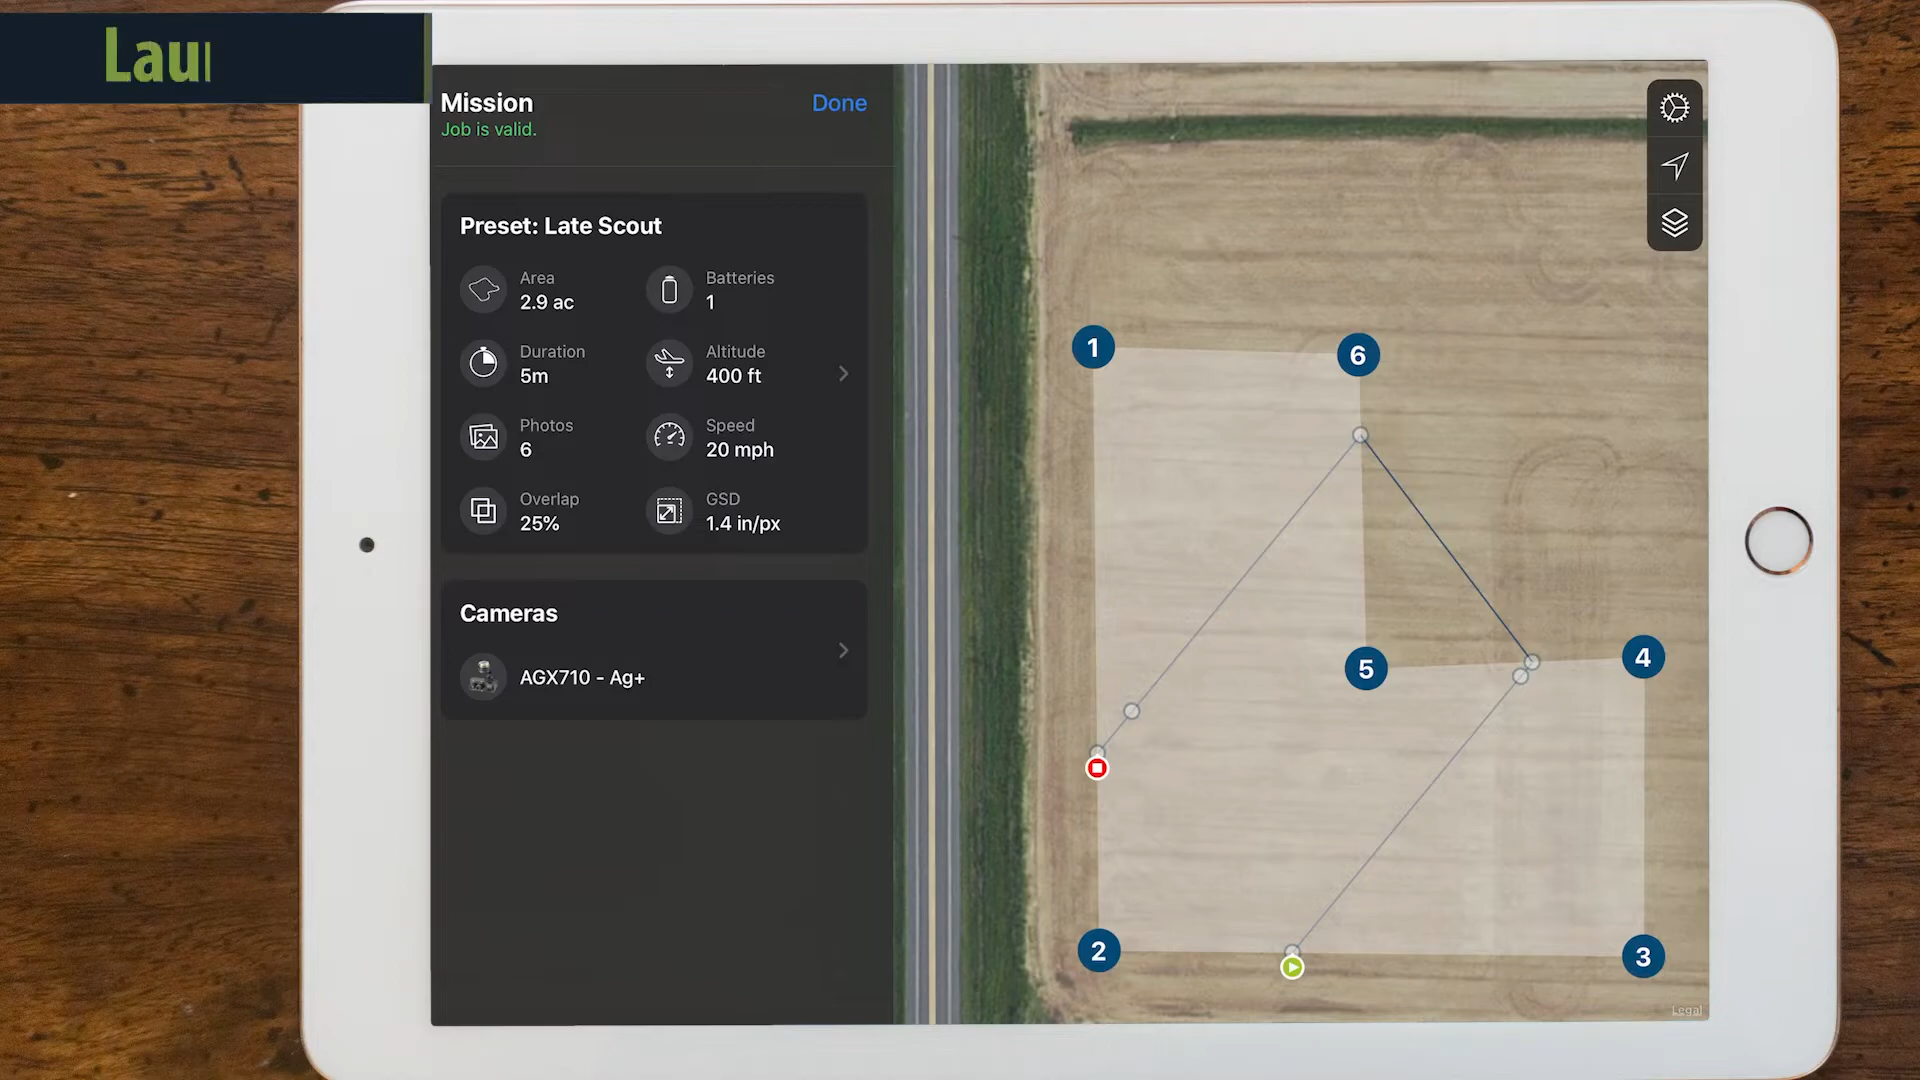 Lau
Mission
Done
Job is valid.
Preset: Late Scout
Area
2.9 ac
Batteries
1
Duration
5m
Altitude
400 ft
Photos
6
Speed
20 mph
Overlap
25%
GSD
1.4 in/px
Cameras
AGX710 - Ag+
1
6
5
4
2
3
Legal